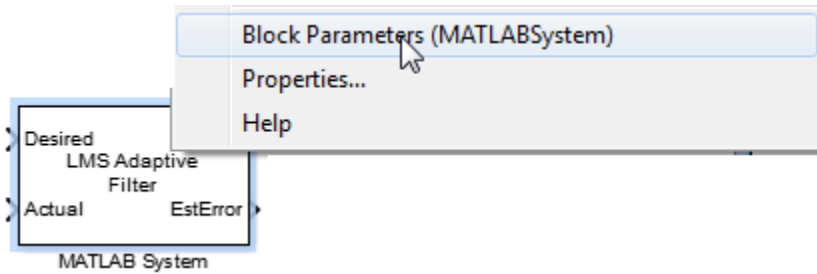 Block Parameters (MATLABSystem)
Properties...
Help
Desired
LMS Adaptive
Filter
Actual EstError
MATLAB System